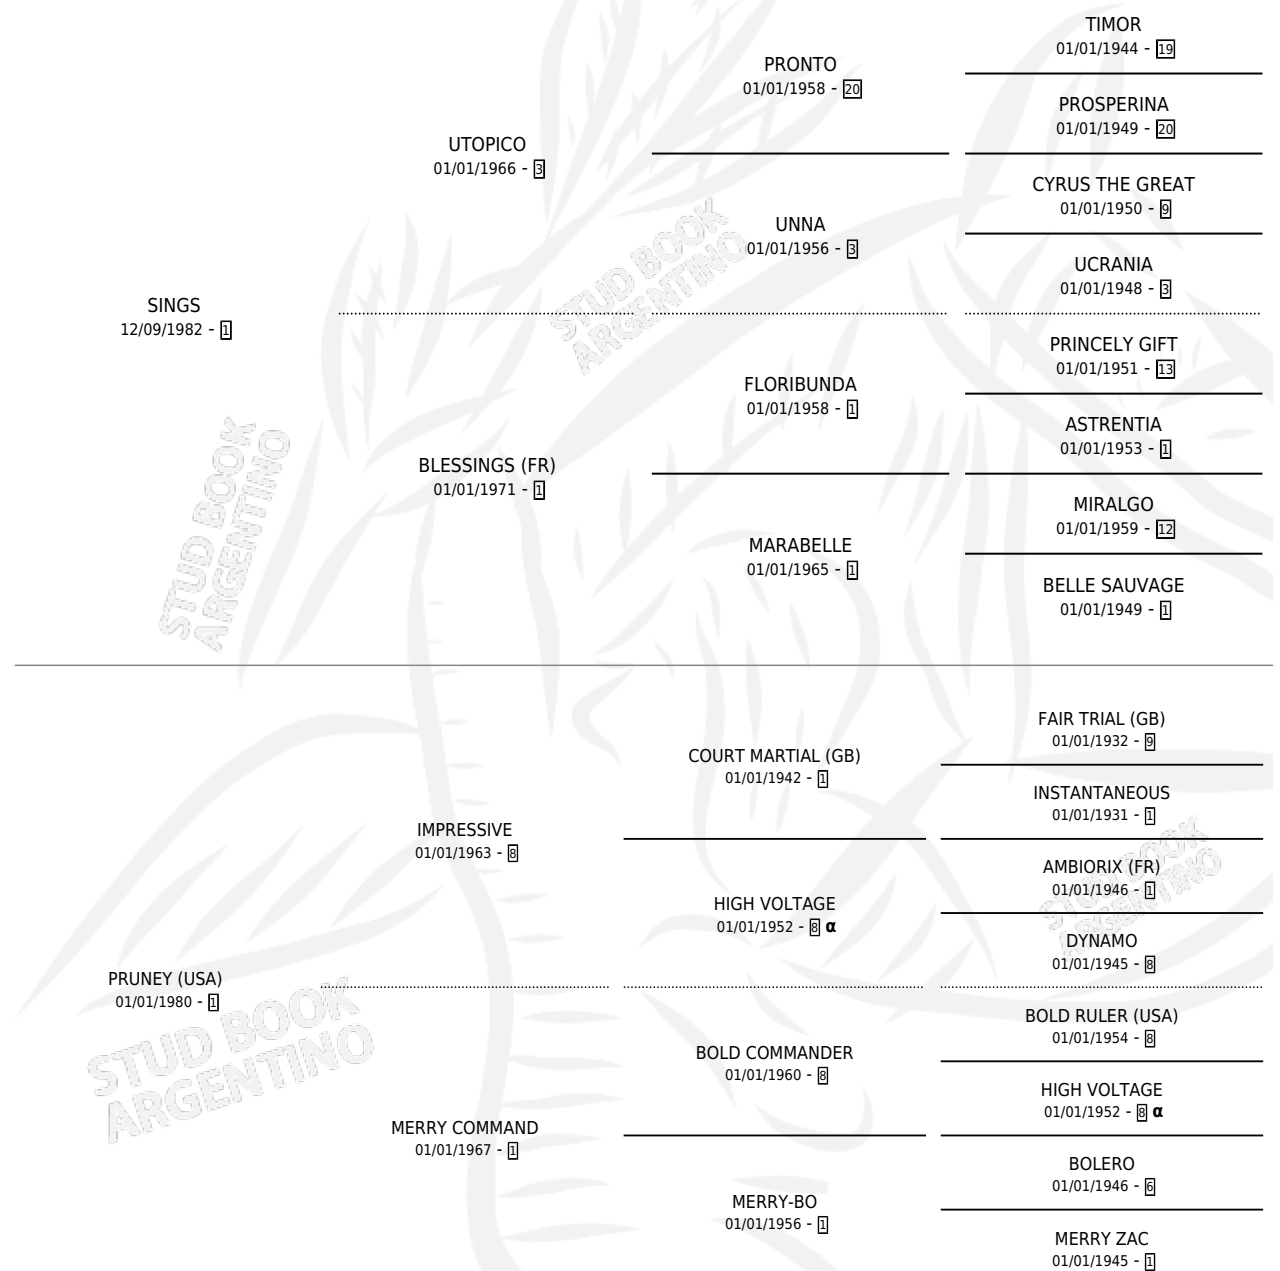 TIMOR
01/01/1944 - 19
PRONTO
01/01/1958 - 20
PROSPERINA
01/01/1949 - 20
UTOPICO
01/01/1966 - 3
CYRUS THE GREAT
01/01/1950 - 9
UNNA
01/01/1956 - 3
UCRANIA
01/01/1948 - 3
SINGS
12/09/1982 - 1
PRINCELY GIFT
01/01/1951 - 13
FLORIBUNDA
01/01/1958 - 1
ASTRENTIA
01/01/1953 - 1
BLESSINGS (FR)
01/01/1971 - 1
MIRALGO
01/01/1959 - 12
MARABELLE
01/01/1965 - 1
BELLE SAUVAGE
01/01/1949 - 1
STUD BOOK
ARGENTINO
STUD BOOK
ARGENTINO
FAIR TRIAL (GB)
01/01/1932 - 9
COURT MARTIAL (GB)
01/01/1942 - 1
INSTANTANEOUS
01/01/1931 - 1
IMPRESSIVE
01/01/1963 - 8
AMBIORIX (FR)
01/01/1946 - 1
HIGH VOLTAGE
01/01/1952 - 8 α
DYNAMO
01/01/1945 - 8
PRUNEY (USA)
01/01/1980 - 1
BOLD RULER (USA)
01/01/1954 - 8
BOLD COMMANDER
01/01/1960 - 8
HIGH VOLTAGE
01/01/1952 - 8 α
MERRY COMMAND
01/01/1967 - 1
BOLERO
01/01/1946 - 6
MERRY-BO
01/01/1956 - 1
MERRY ZAC
01/01/1945 - 1
STUD BOOK
ARGENTINO
STUD BOOK
ARGENTINO